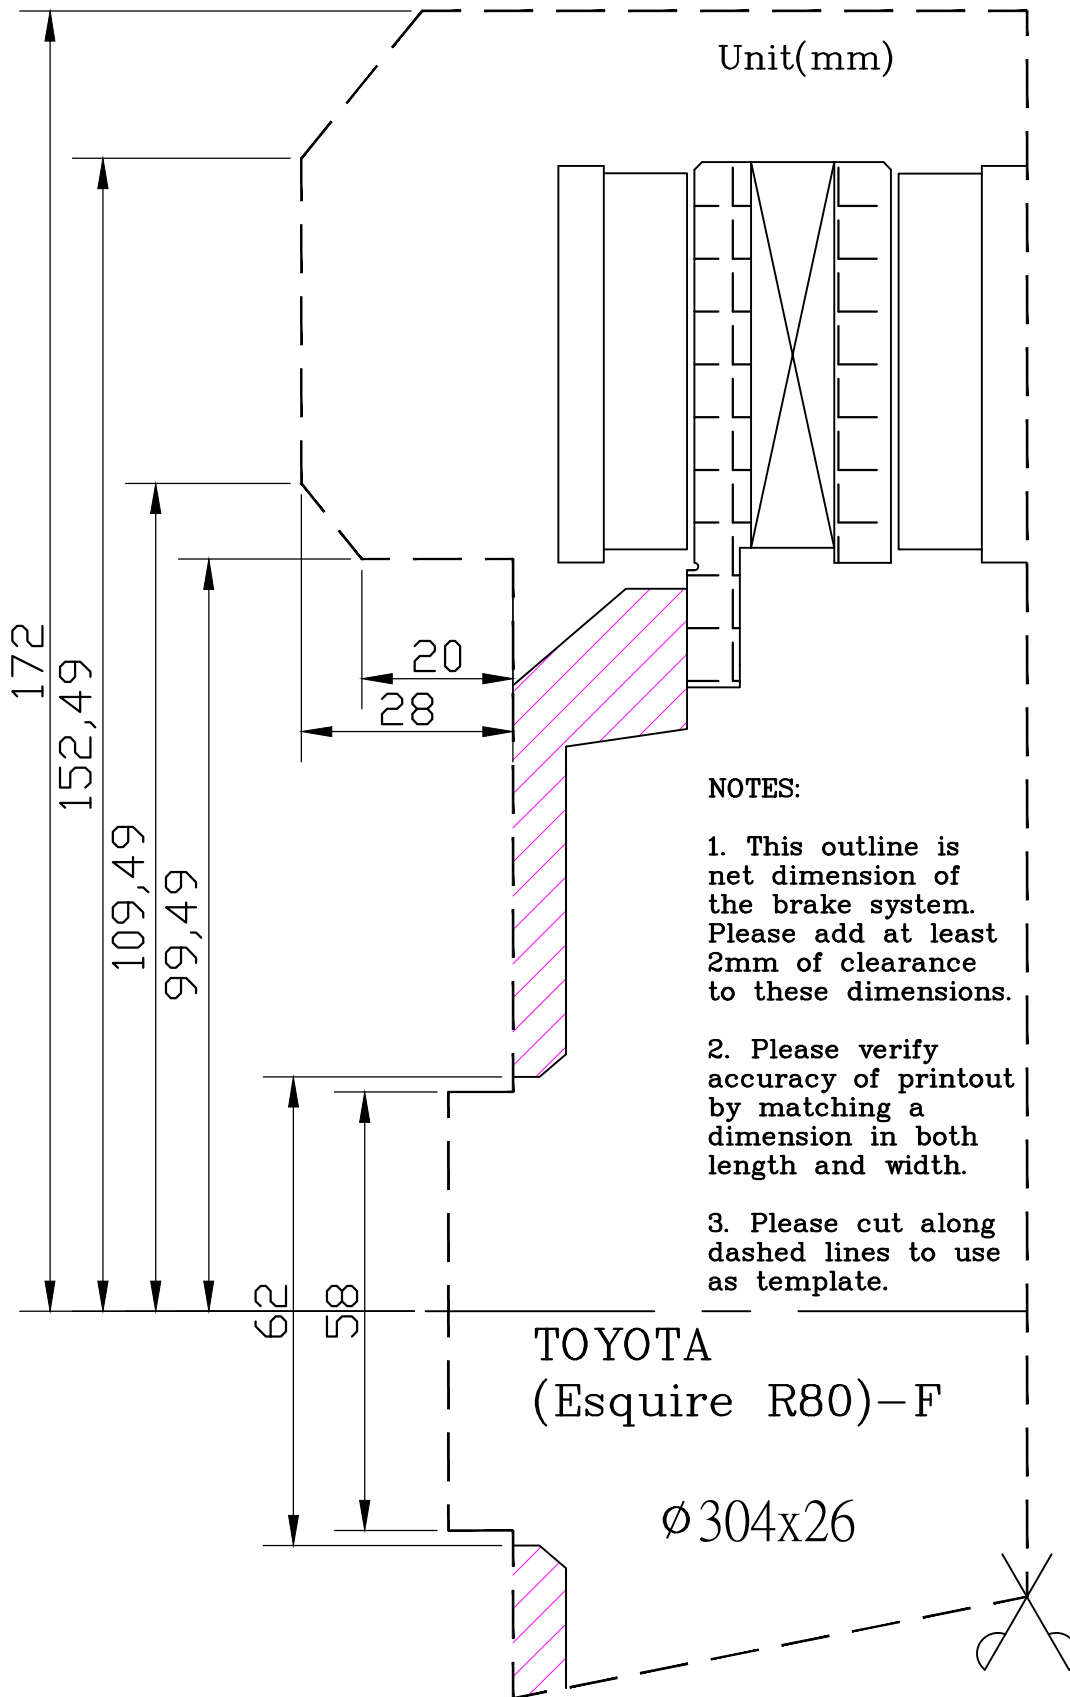 Unit(mm)
172
152,49
109,49
99,49
20
28
NOTES:
1. This outline is
net dimension of
the brake system.
Please add at least
2mm of clearance
to these dimensions.
2. Please verify
accuracy of printout
by matching a
dimension in both
length and width.
3. Please cut along
dashed lines to use
as template.
62
58
TOYOTA
(Esquire R80)-F
Ø304x26